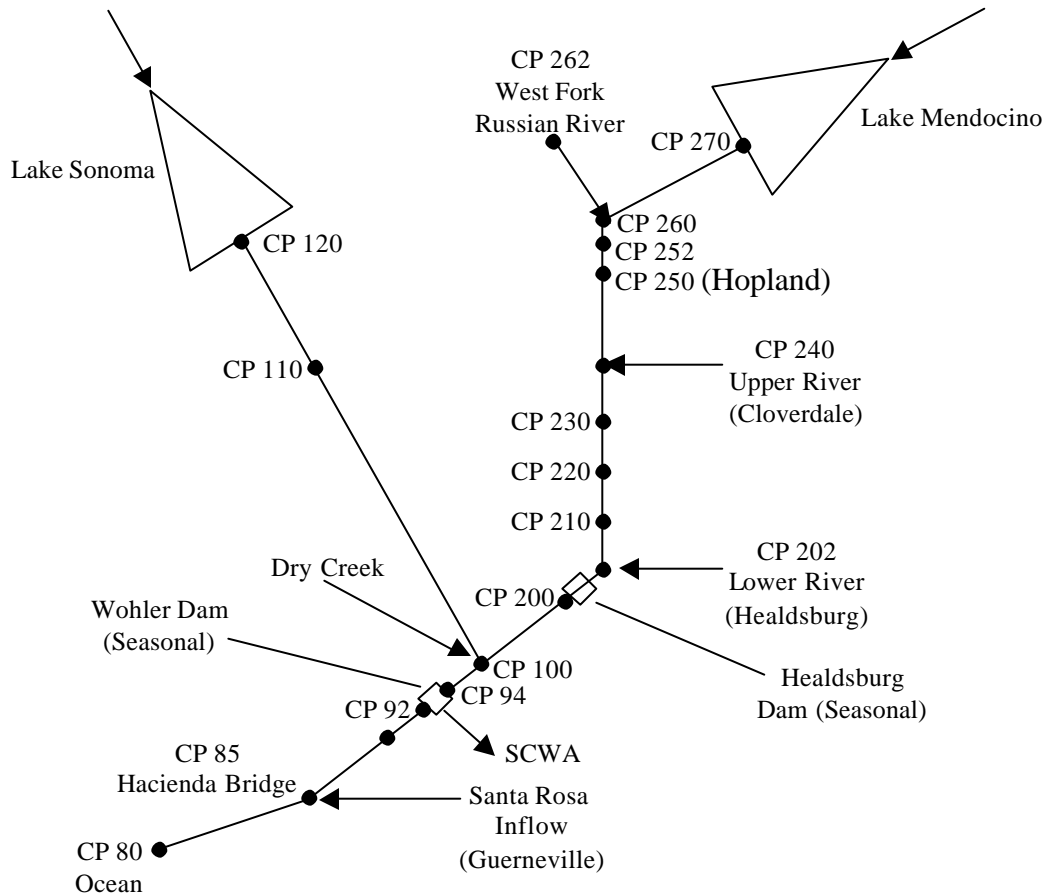 CP 262
West Fork
Russian River
Lake Mendocino
CP 270
Lake Sonoma
CP 260
CP 120
CP 252
CP 250 (Hopland)
CP 110
CP 240
Upper River
(Cloverdale)
CP 230
CP 220
CP 210
CP 202
Lower River
(Healdsburg)
Dry Creek
CP 200
Wohler Dam
(Seasonal)
CP 100
CP 94
Healdsburg
Dam (Seasonal)
CP 92
SCWA
CP 85
Hacienda Bridge
Santa Rosa
Inflow
(Guerneville)
CP 80
Ocean